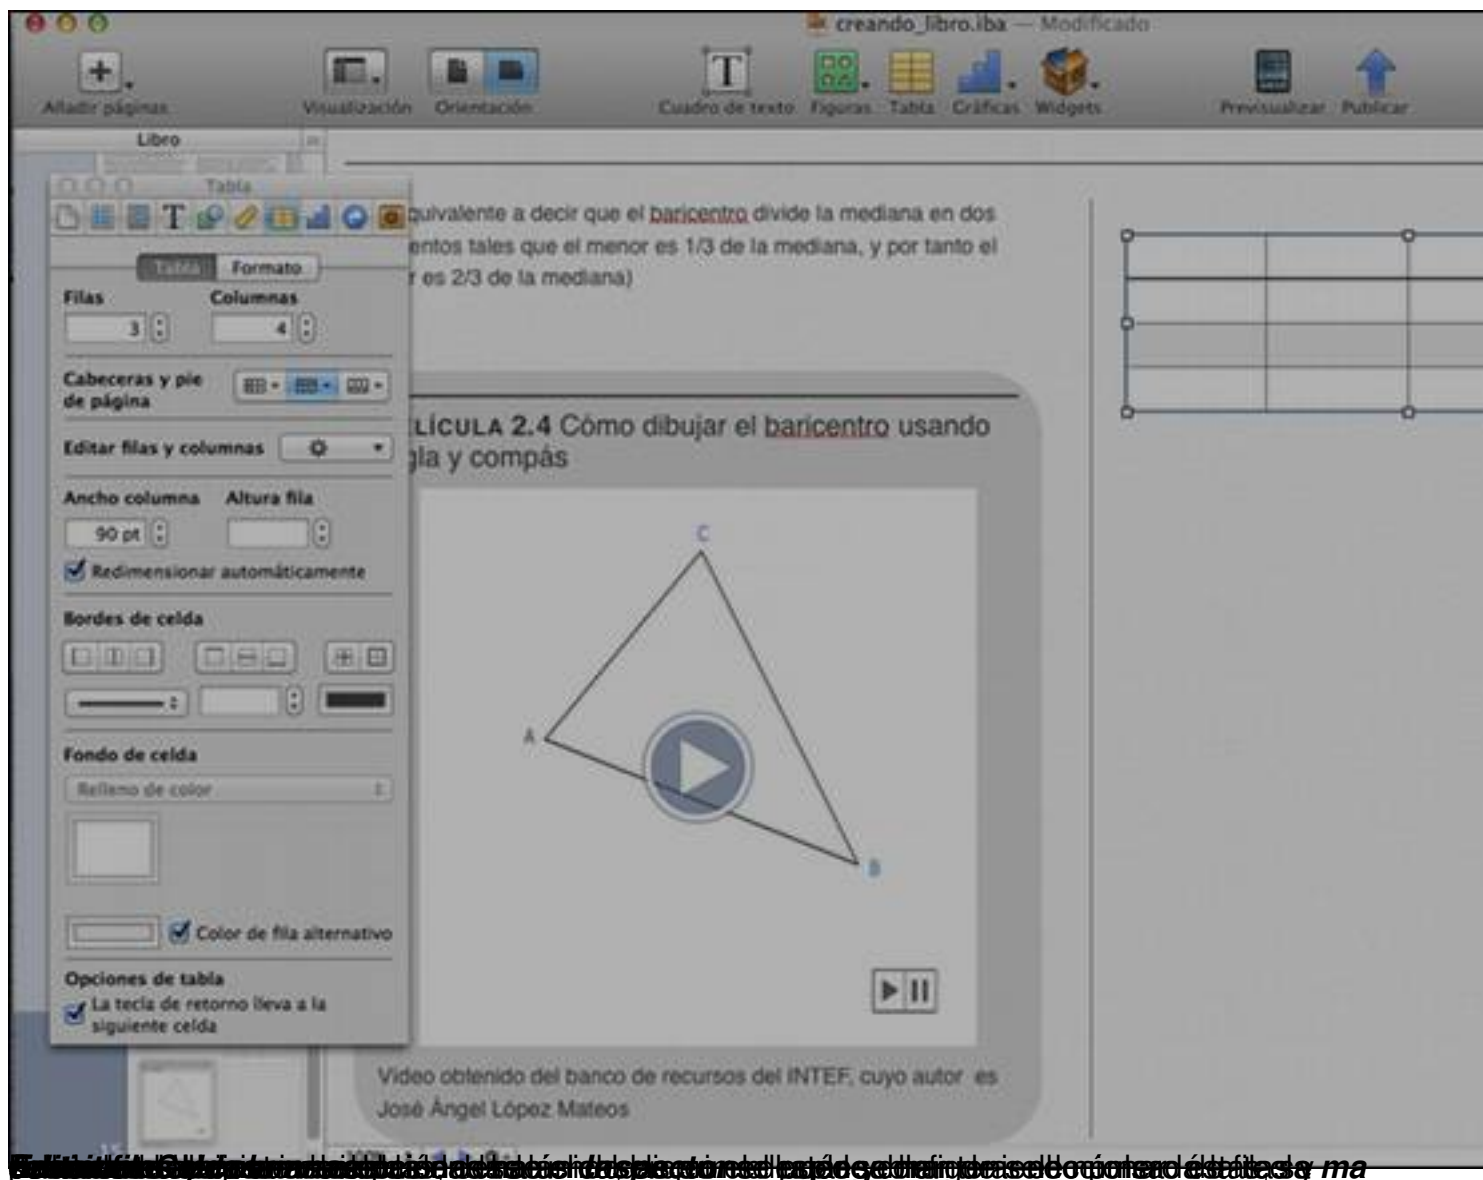 creando_libro.iba — Modificado
Añadir páginas Visualización Orientación Cuadro de texto Figuras Tabla Gráficas Widgets Previsualizar Publicar
Libro
Tabla
T
Tabla Formato
Filas Columnas
3 4
Cabeceras y pie
de página
Editar filas y columnas
Ancho columna Altura fila
90 pt
Redimensionar automáticamente
Bordes de celda
Fondo de celda
Relleno de color
Color de fila alternativo
Opciones de tabla
La tecla de retorno lleva a la
siguiente celda
quivalente a decir que el baricentro divide la mediana en dos
entos tales que el menor es 1/3 de la mediana, y por tanto el
r es 2/3 de la mediana)
LÍCULA 2.4 Cómo dibujar el baricentro usando
gla y compás
C
A
B
Video obtenido del banco de recursos del INTEF, cuyo autor es
José Ángel López Mateos